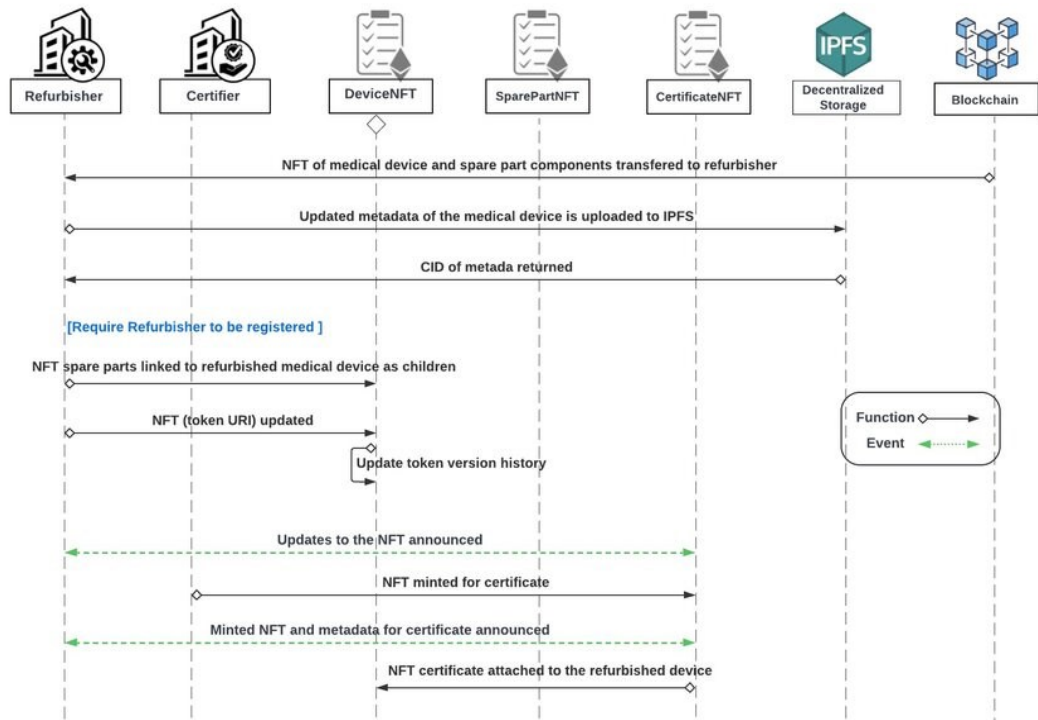 IPFS
Refurbisher
Certifier
DeviceNFT
SparePartNFT
CertificateNFT
Decentralized
Storage
Blockchain
NFT of medical device and spare part components transfered to refurbisher
Updated metadata of the medical device is uploaded to IPFS
CID of metada returned
[Require Refurbisher to be registered ]
NFT spare parts linked to refurbished medical device as children
NFT (token URI) updated
Function
Event
Update token version history
Updates to the NFT announced
NFT minted for certificate
Minted NFT and metadata for certificate announced
NFT certificate attached to the refurbished device